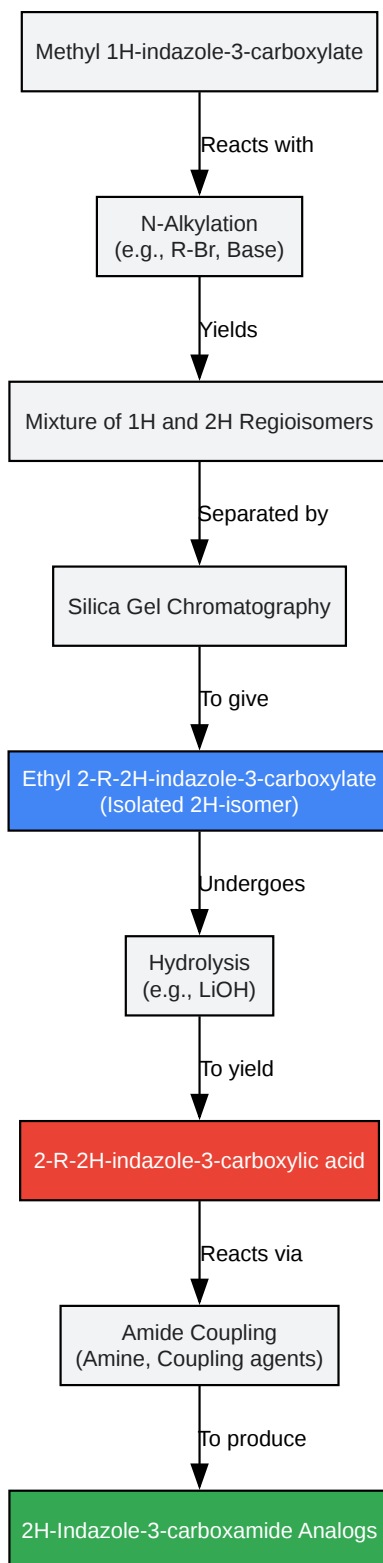 Methyl 1H-indazole-3-carboxylate
Reacts with
N-Alkylation
(e.g., R-Br, Base)
Yields
Mixture of 1H and 2H Regioisomers
Separated by
Silica Gel Chromatography
To give
Ethyl 2-R-2H-indazole-3-carboxylate
(Isolated 2H-isomer)
Undergoes
Hydrolysis
(e.g., LiOH)
To yield
2-R-2H-indazole-3-carboxylic acid
Reacts via
Amide Coupling
(Amine, Coupling agents)
To produce
2H-Indazole-3-carboxamide Analogs